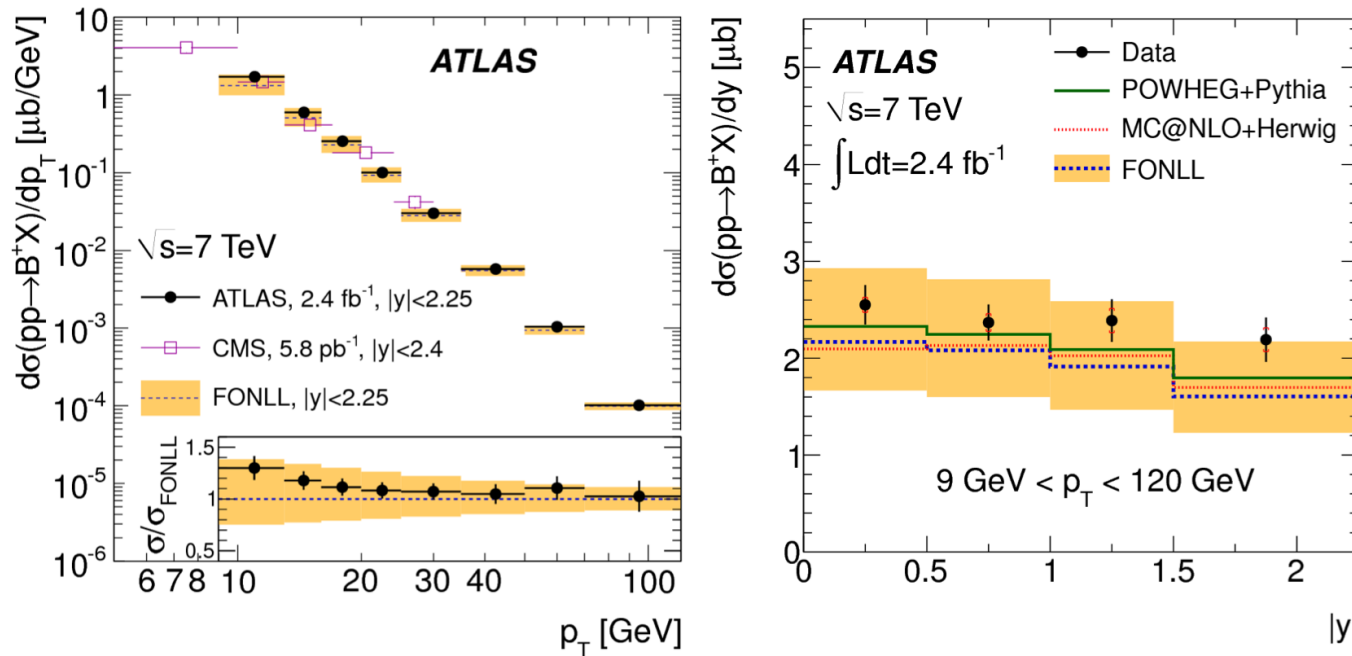 dσ(pp→B⁺X)/dp_T [μb/GeV]
10
1
10⁻¹
10⁻²
10⁻³
10⁻⁴
10⁻⁵
10⁻⁶
ATLAS
√s=7 TeV
ATLAS, 2.4 fb⁻¹, |y|<2.25
CMS, 5.8 pb⁻¹, |y|<2.4
FONLL, |y|<2.25
σ/σ_FONLL
1.5
1
0.5
6 7 8 10 20 30 40 100
p_T [GeV]
dσ(pp→B⁺X)/dy [μb]
5
4
3
2
1
0
ATLAS
√s=7 TeV
∫Ldt=2.4 fb⁻¹
Data
POWHEG+Pythia
MC@NLO+Herwig
FONLL
9 GeV < p_T < 120 GeV
0 0.5 1 1.5 2
|y